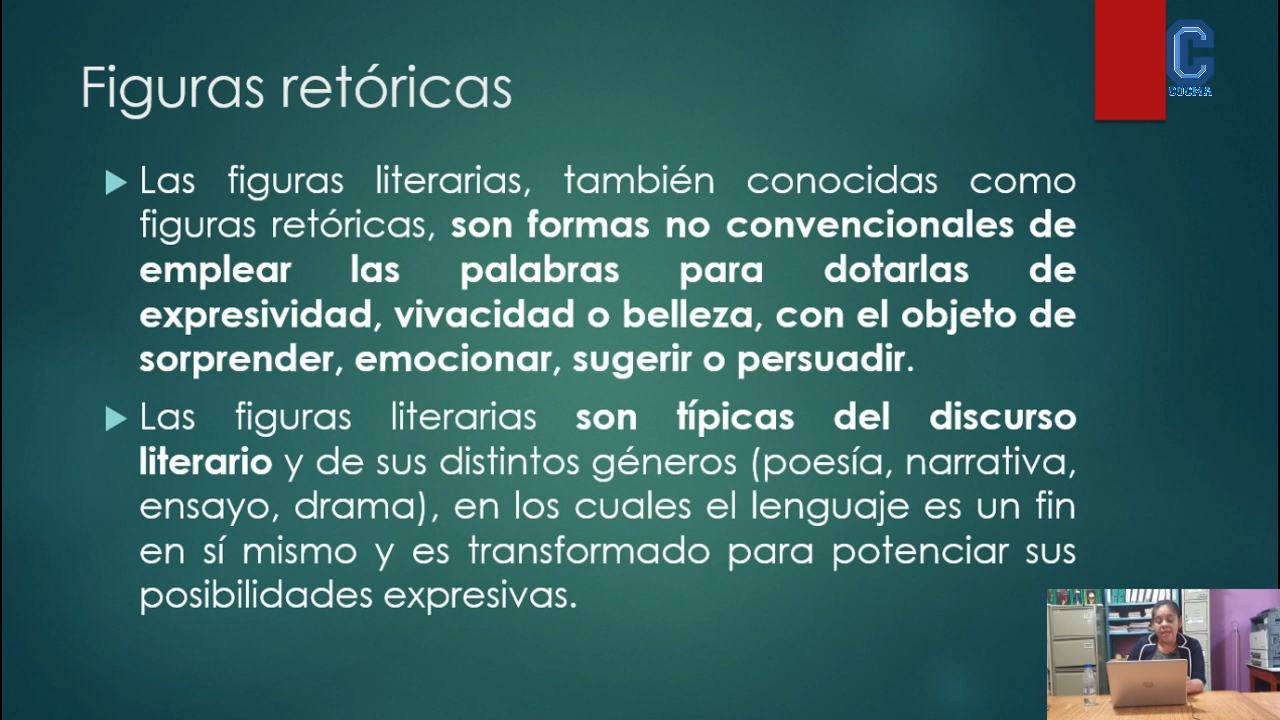 Figuras retóricas
COCMA
Las figuras literarias, también conocidas como
figuras retóricas, son formas no convencionales de
emplear las palabras para dotarlas de
expresividad, vivacidad o belleza, con el objeto de
sorprender, emocionar, sugerir o persuadir.
Las figuras literarias son típicas del discurso
literario y de sus distintos géneros (poesía, narrativa,
ensayo, drama), en los cuales el lenguaje es un fin
en sí mismo y es transformado para potenciar sus
posibilidades expresivas.